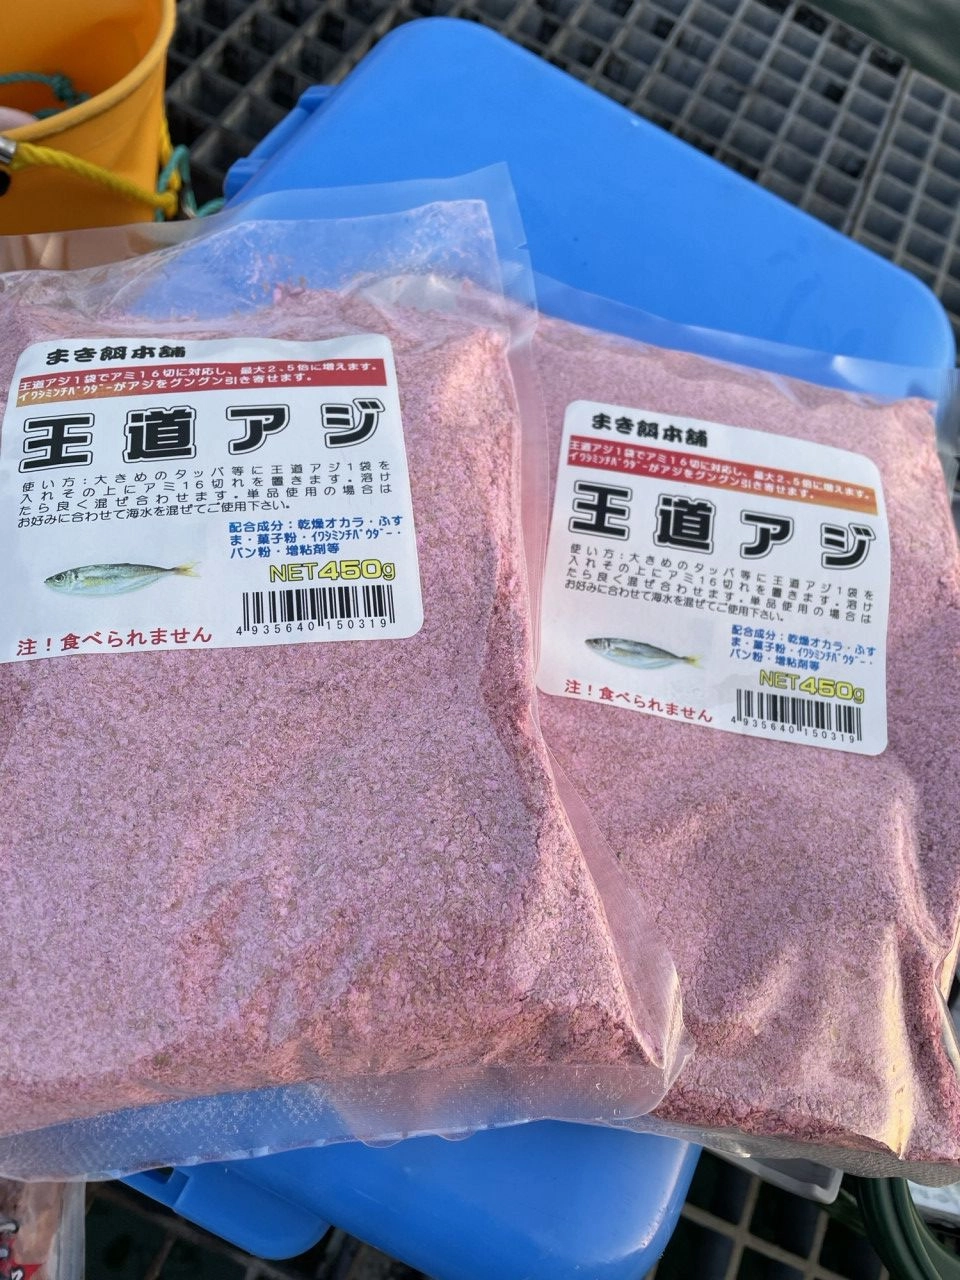 まき餌本舗
王道アジ1袋でアミ16切に対応し、最大2.5倍に増えます。
イワシミンチパウダーがアジをグングン引き寄せます。
王道アジ
使い方:大きめのタッパ等に王道アジ1袋を
入れその上にアミ16切れを置きます。溶け
たら良く混ぜ合わせます。単品使用の場合は
お好みに合わせて海水を混ぜてご使用下さい。
配合成分:乾燥オカラ・ふす
ま・菓子粉・イワシミンチパウダー・
パン粉・増粘剤等
NET450g
注!食べられません
4935640150319
まき餌本舗
王道アジ1袋でアミ16切に対応し、最大2.5倍に増えます。
イワシミンチパウダーがアジをグングン引き寄せます。
王道アジ
使い方:大きめのタッパ等に王道アジ1袋を
入れその上にアミ16切れを置きます。溶け
たら良く混ぜ合わせます。単品使用の場合は
お好みに合わせて海水を混ぜてご使用下さい。
配合成分:乾燥オカラ・ふす
ま・菓子粉・イワシミンチパウダー・
パン粉・増粘剤等
NET450g
注!食べられません
4935640150319